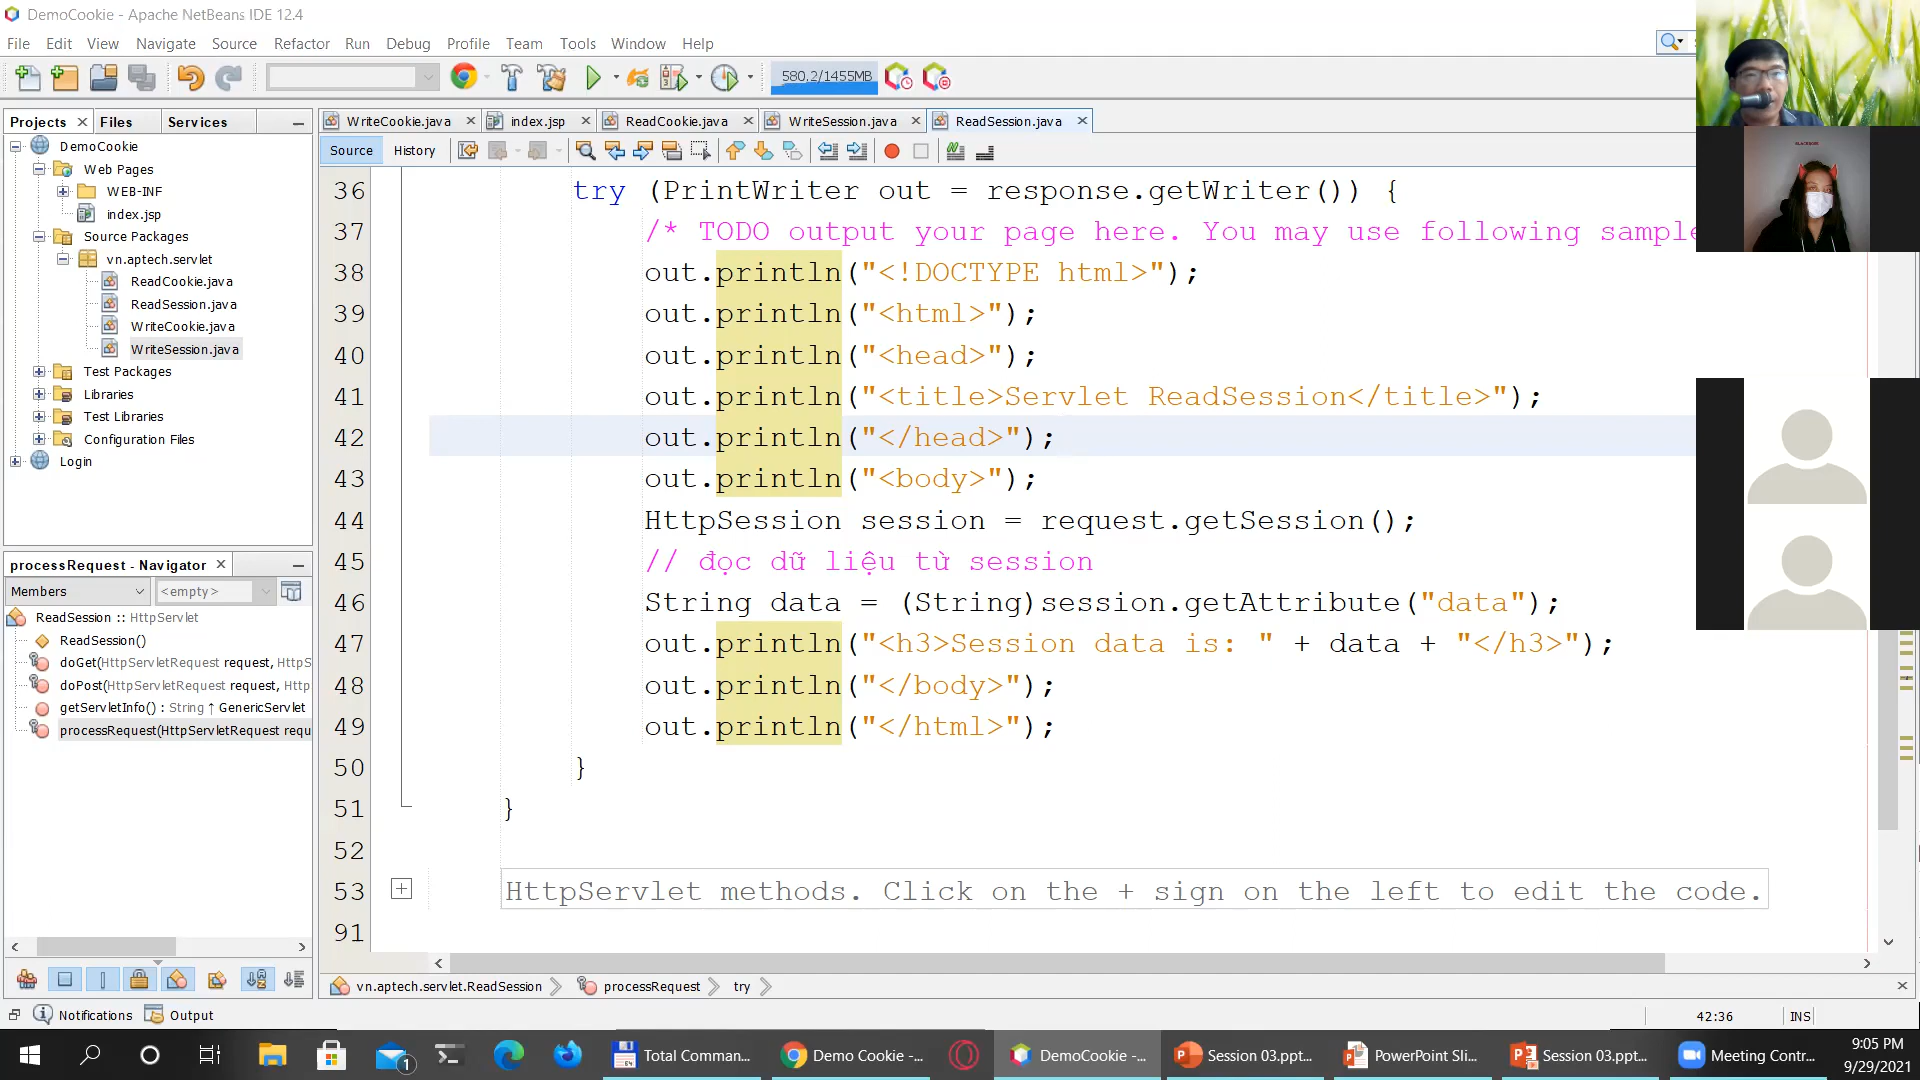 DemoCookie - Apache NetBeans IDE 12.4
File Edit View Navigate Source Refactor Run Debug Profile Team Tools Window Help
580,2/1455MB
Projects Files Services
WriteCookie.java index.jsp ReadCookie.java WriteSession.java ReadSession.java
Source History
DemoCookie
Web Pages
WEB-INF
index.jsp
Source Packages
vn.aptech.servlet
ReadCookie.java
ReadSession.java
WriteCookie.java
WriteSession.java
Test Packages
Libraries
Test Libraries
Configuration Files
Login
36 try (PrintWriter out = response.getWriter()) {
37 /* TODO output your page here. You may use following sample
38 out.println("<!DOCTYPE html>");
39 out.println("<html>");
40 out.println("<head>");
41 out.println("<title>Servlet ReadSession</title>");
42 out.println("</head>");
43 out.println("<body>");
44 HttpSession session = request.getSession();
45 // đọc dữ liệu từ session
46 String data = (String)session.getAttribute("data");
47 out.println("<h3>Session data is: " + data + "</h3>");
48 out.println("</body>");
49 out.println("</html>");
50 }
51 }
52
53 HttpServlet methods. Click on the + sign on the left to edit the code.
91
processRequest - Navigator
Members <empty>
ReadSession :: HttpServlet
ReadSession()
doGet(HttpServletRequest request, HttpS
doPost(HttpServletRequest request, Http
getServletInfo() : String ↑ GenericServlet
processRequest(HttpServletRequest requ
vn.aptech.servlet.ReadSession processRequest try
Notifications Output
42:36 INS
1
Total Comman... Demo Cookie -... DemoCookie -... Session 03.ppt... PowerPoint Sli... Session 03.ppt... Meeting Contr...
9:05 PM
9/29/2021